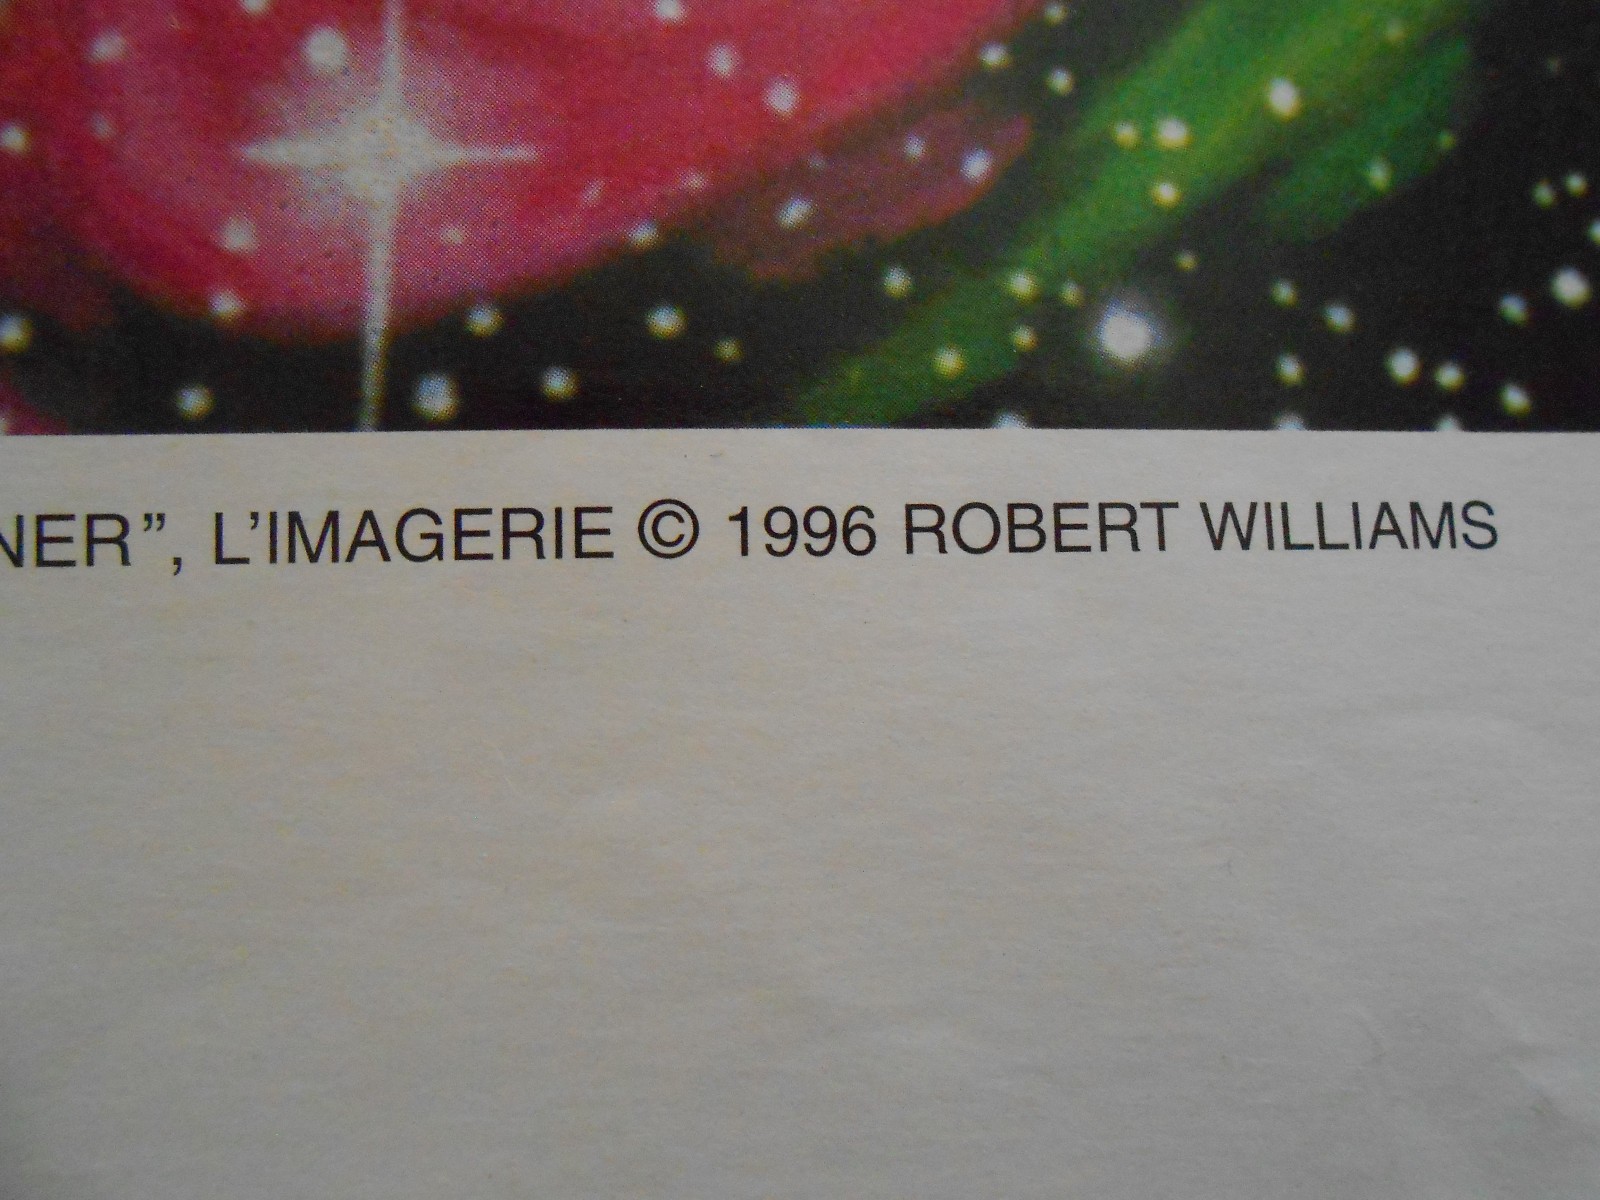 NER”, L’IMAGERIE © 1996 ROBERT WILLIAMS